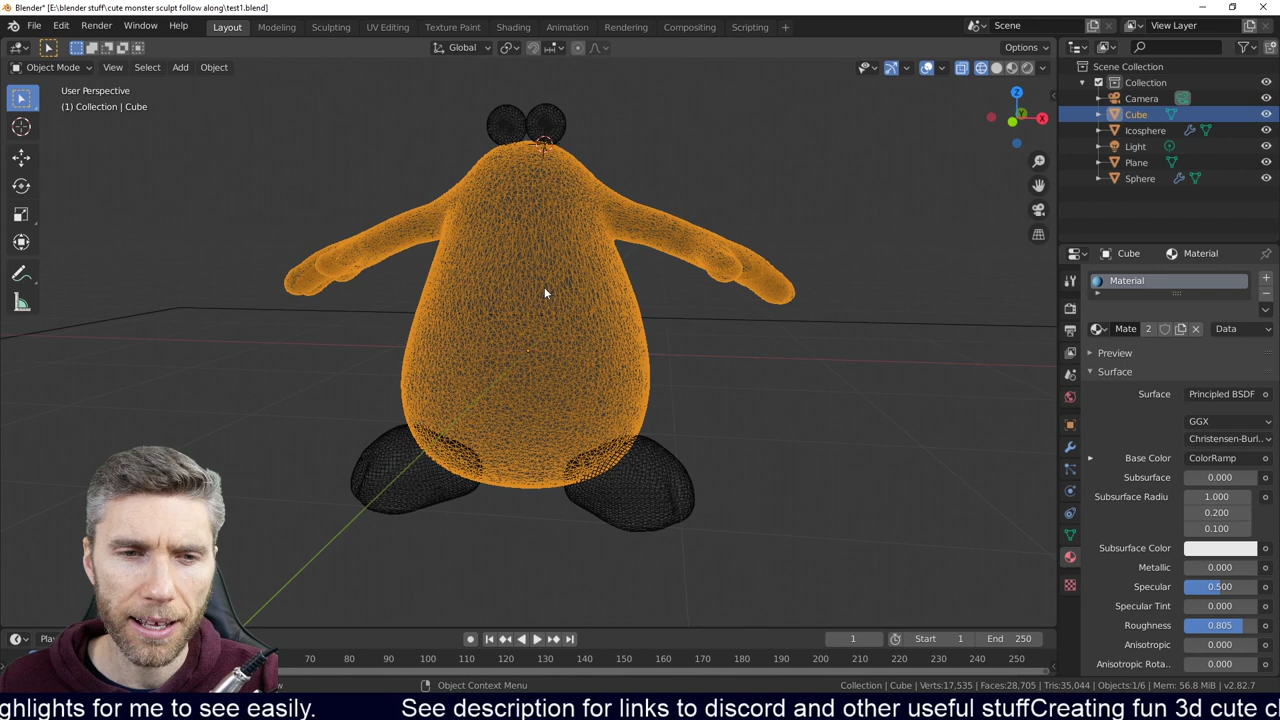 Blender* [E:\blender stuff\cute monster sculpt follow along\test1.blend]
File Edit Render Window Help Layout Modeling Sculpting UV Editing Texture Paint Shading Animation Rendering Compositing Scripting Scene View Layer
Global Options
Object Mode View Select Add Object
User Perspective
(1) Collection | Cube
Z
X
Y
Scene Collection
Collection
Camera
Cube
Icosphere
Light
Plane
Sphere
Cube Material
Material
Mate 2 Data
Preview
Surface
Surface Principled BSDF
GGX
Christensen-Burl..
Base Color ColorRamp
Subsurface 0.000
Subsurface Radiu 1.000
0.200
0.100
Subsurface Color
Metallic 0.000
Specular 0.500
Specular Tint 0.000
Roughness 0.805
Anisotropic 0.000
Anisotropic Rota.. 0.000
1 Start 1 End 250
70 80 90 100 110 120 130 140 150 160 170 180 190 200 210 220 230 240 250
Object Context Menu Collection | Cube | Verts:17,535 | Faces:28,705 | Tris:35,044 | Objects:1/6 | Mem: 56.8 MiB | v2.82.7
ghlights for me to see easily. See description for links to discord and other useful stuffCreating fun 3d cute c